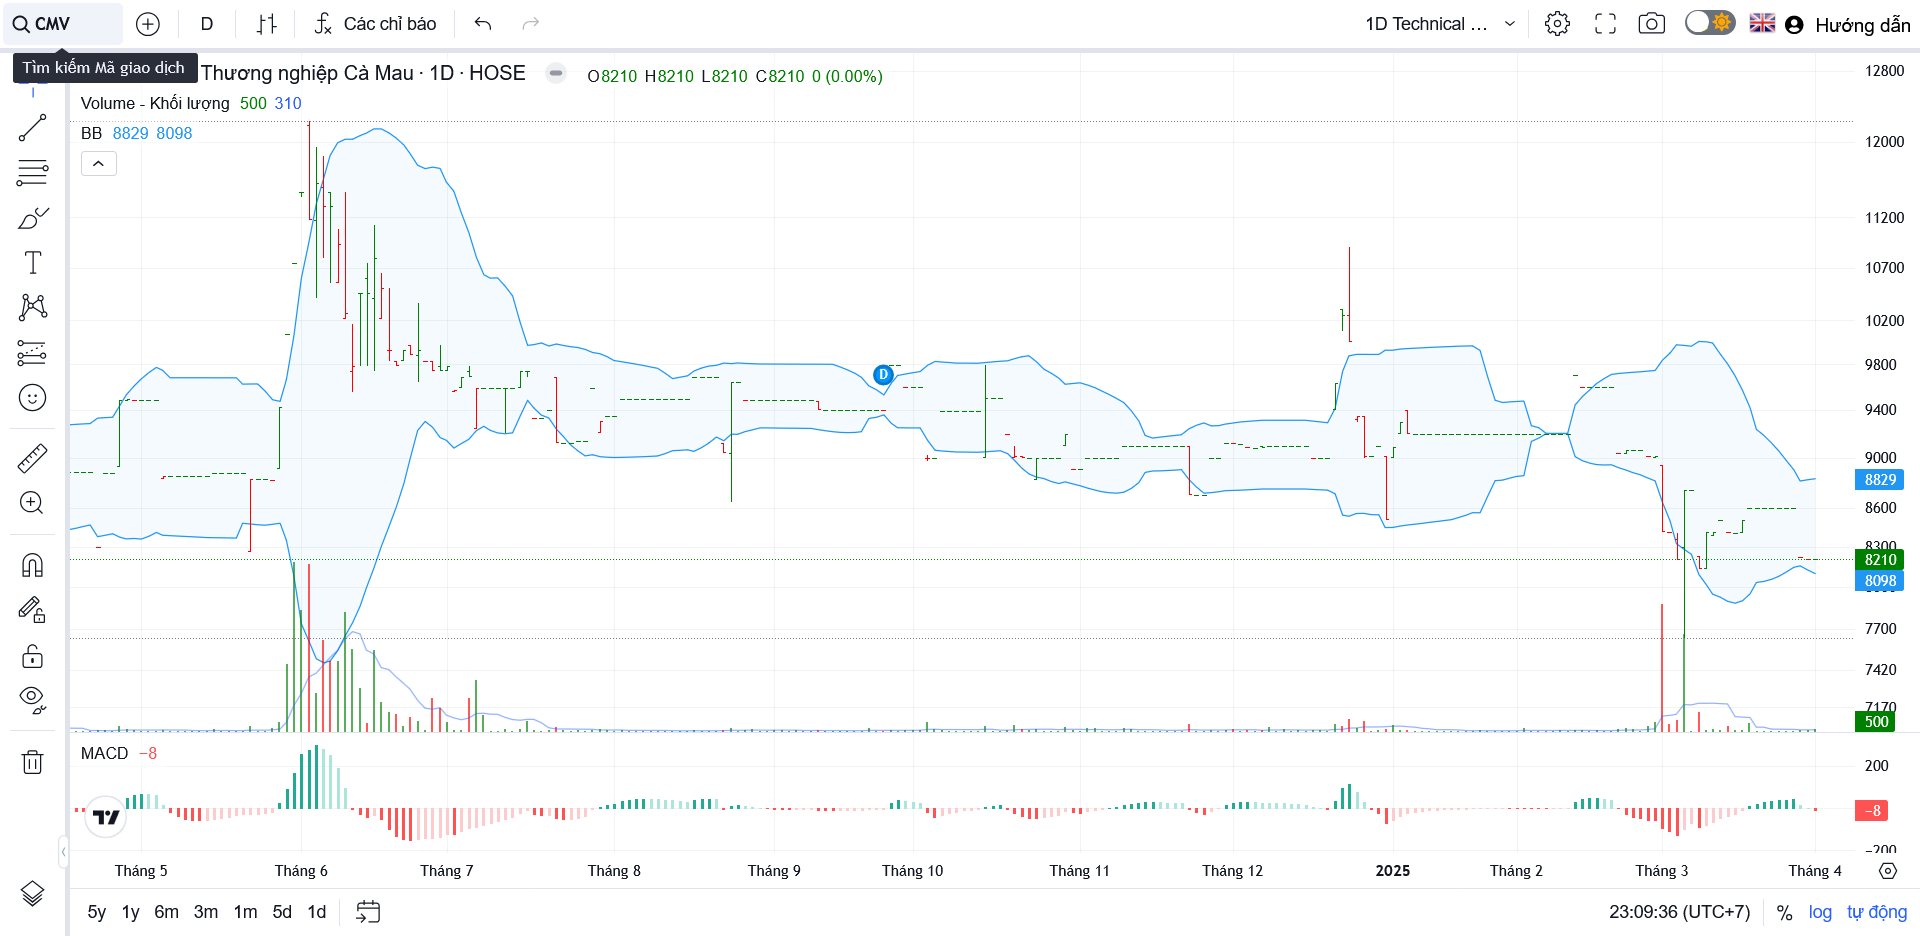 CMV
D
Các chỉ báo
1D Technical ...
Hướng dẫn
Tìm kiếm Mã giao dịch
Thương nghiệp Cà Mau · 1D · HOSE
O8210 H8210 L8210 C8210 0 (0.00%)
Volume - Khối lượng 500 310
BB 8829 8098
D
12800
12000
11200
10700
10200
9800
9400
9000
8829
8600
8300
8210
8098
7700
7420
7170
500
MACD −8
200
−8
−200
Tháng 5 Tháng 6 Tháng 7 Tháng 8 Tháng 9 Tháng 10 Tháng 11 Tháng 12 2025 Tháng 2 Tháng 3 Tháng 4
5y 1y 6m 3m 1m 5d 1d
23:09:36 (UTC+7) % log tự động